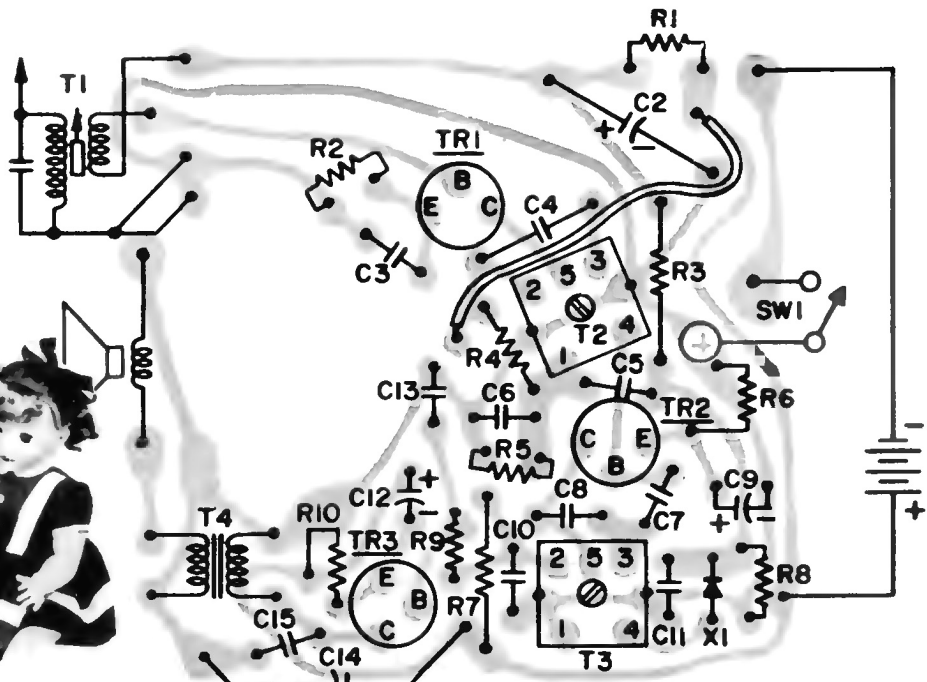 R1
T1
C2
+
-
R2
TR1
B
E
C
C4
C3
2
5
3
T2
1
4
R3
SW1
+
R4
C13
C6
C5
TR2
C
E
B
R6
R5
-
+
C12
+
-
C8
C7
C9
+
-
T4
R10
TR3
R9
C10
E
B
C
R7
2
5
3
1
4
T3
C11
X1
R8
C15
C14